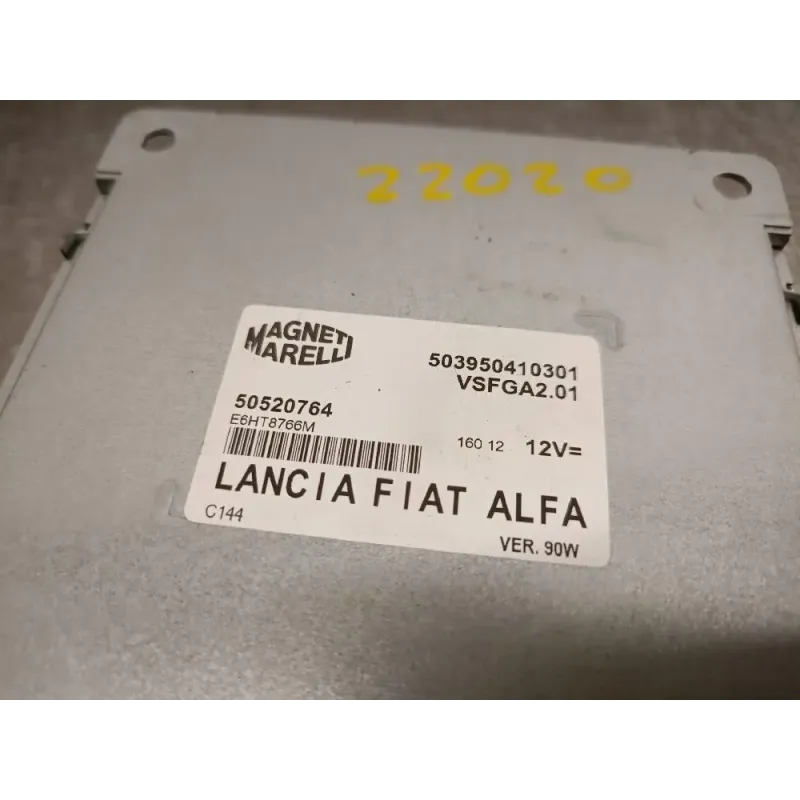 22020
MAGNETI
MARELLI
503950410301
VSFGA2.01
50520764
E6HT8766M
160 12 12V=
LANCIA FIAT ALFA
C144
VER. 90W